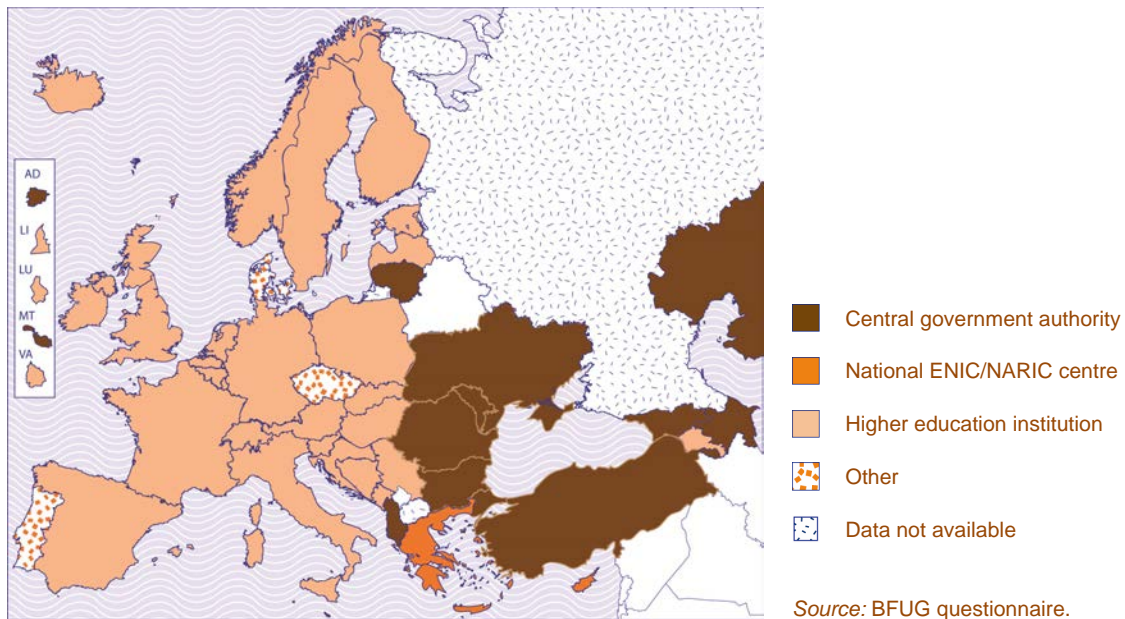 AD
LI
LU
MT
VA
Central government authority
National ENIC/NARIC centre
Higher education institution
Other
Data not available
Source: BFUG questionnaire.